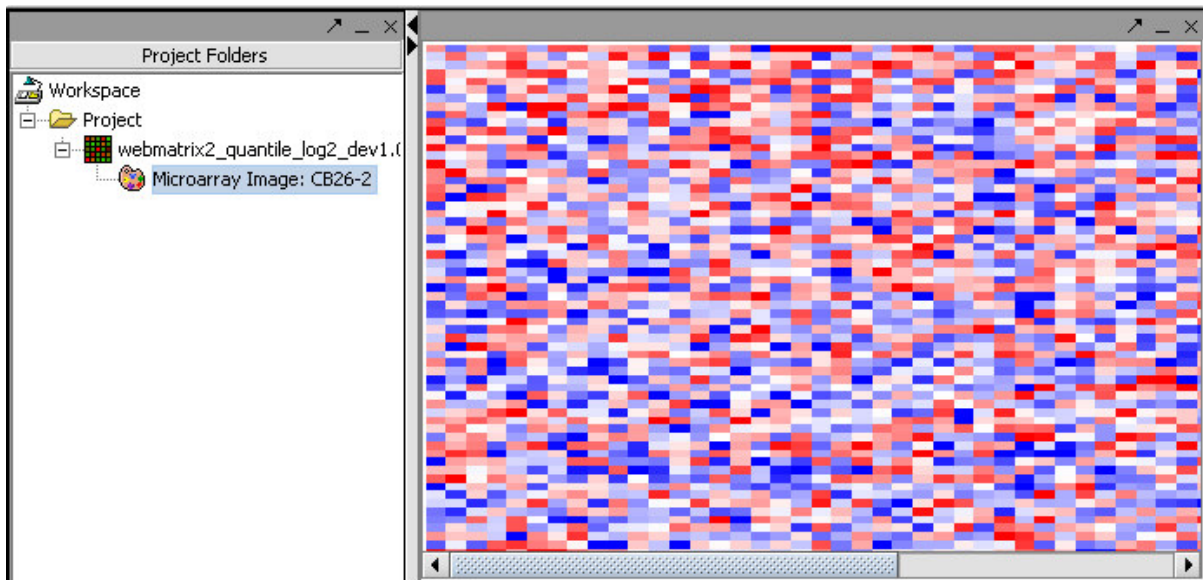 Project Folders
Workspace
Project
webmatrix2_quantile_log2_dev1.(
Microarray Image: CB26-2